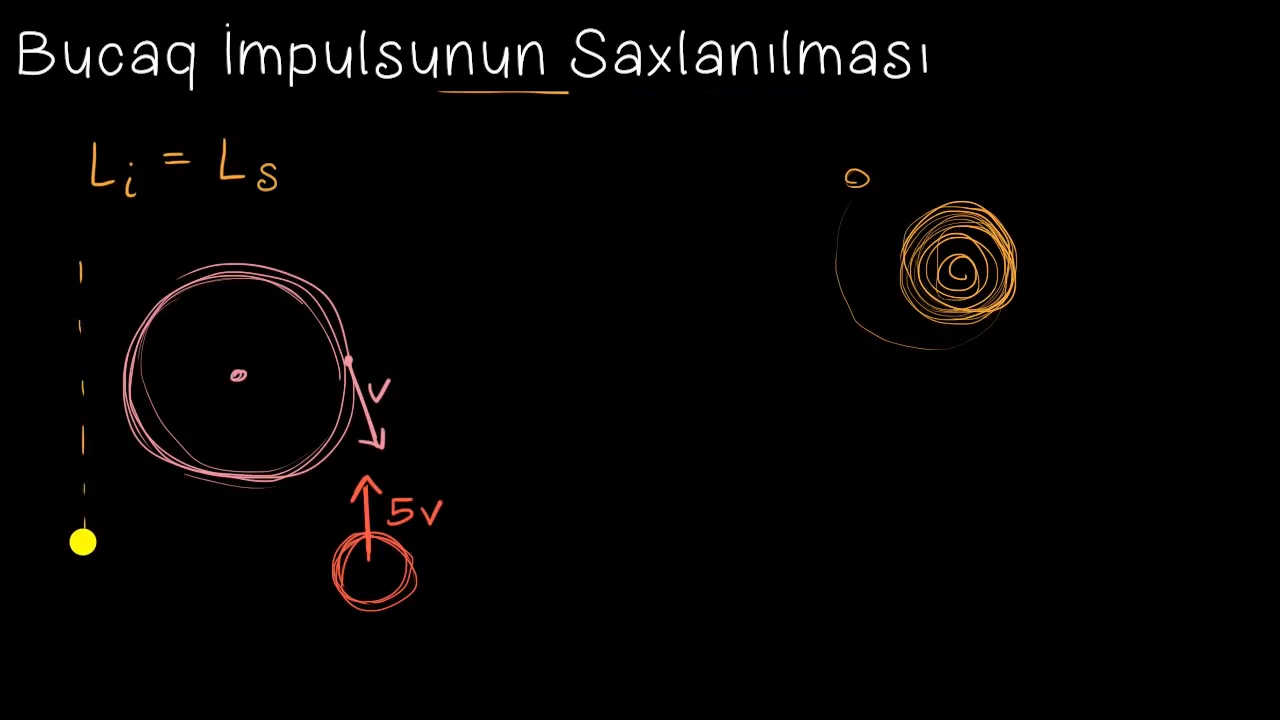 Bucaq İmpulsunun Saxlanılması
Li = Ls
v
5v